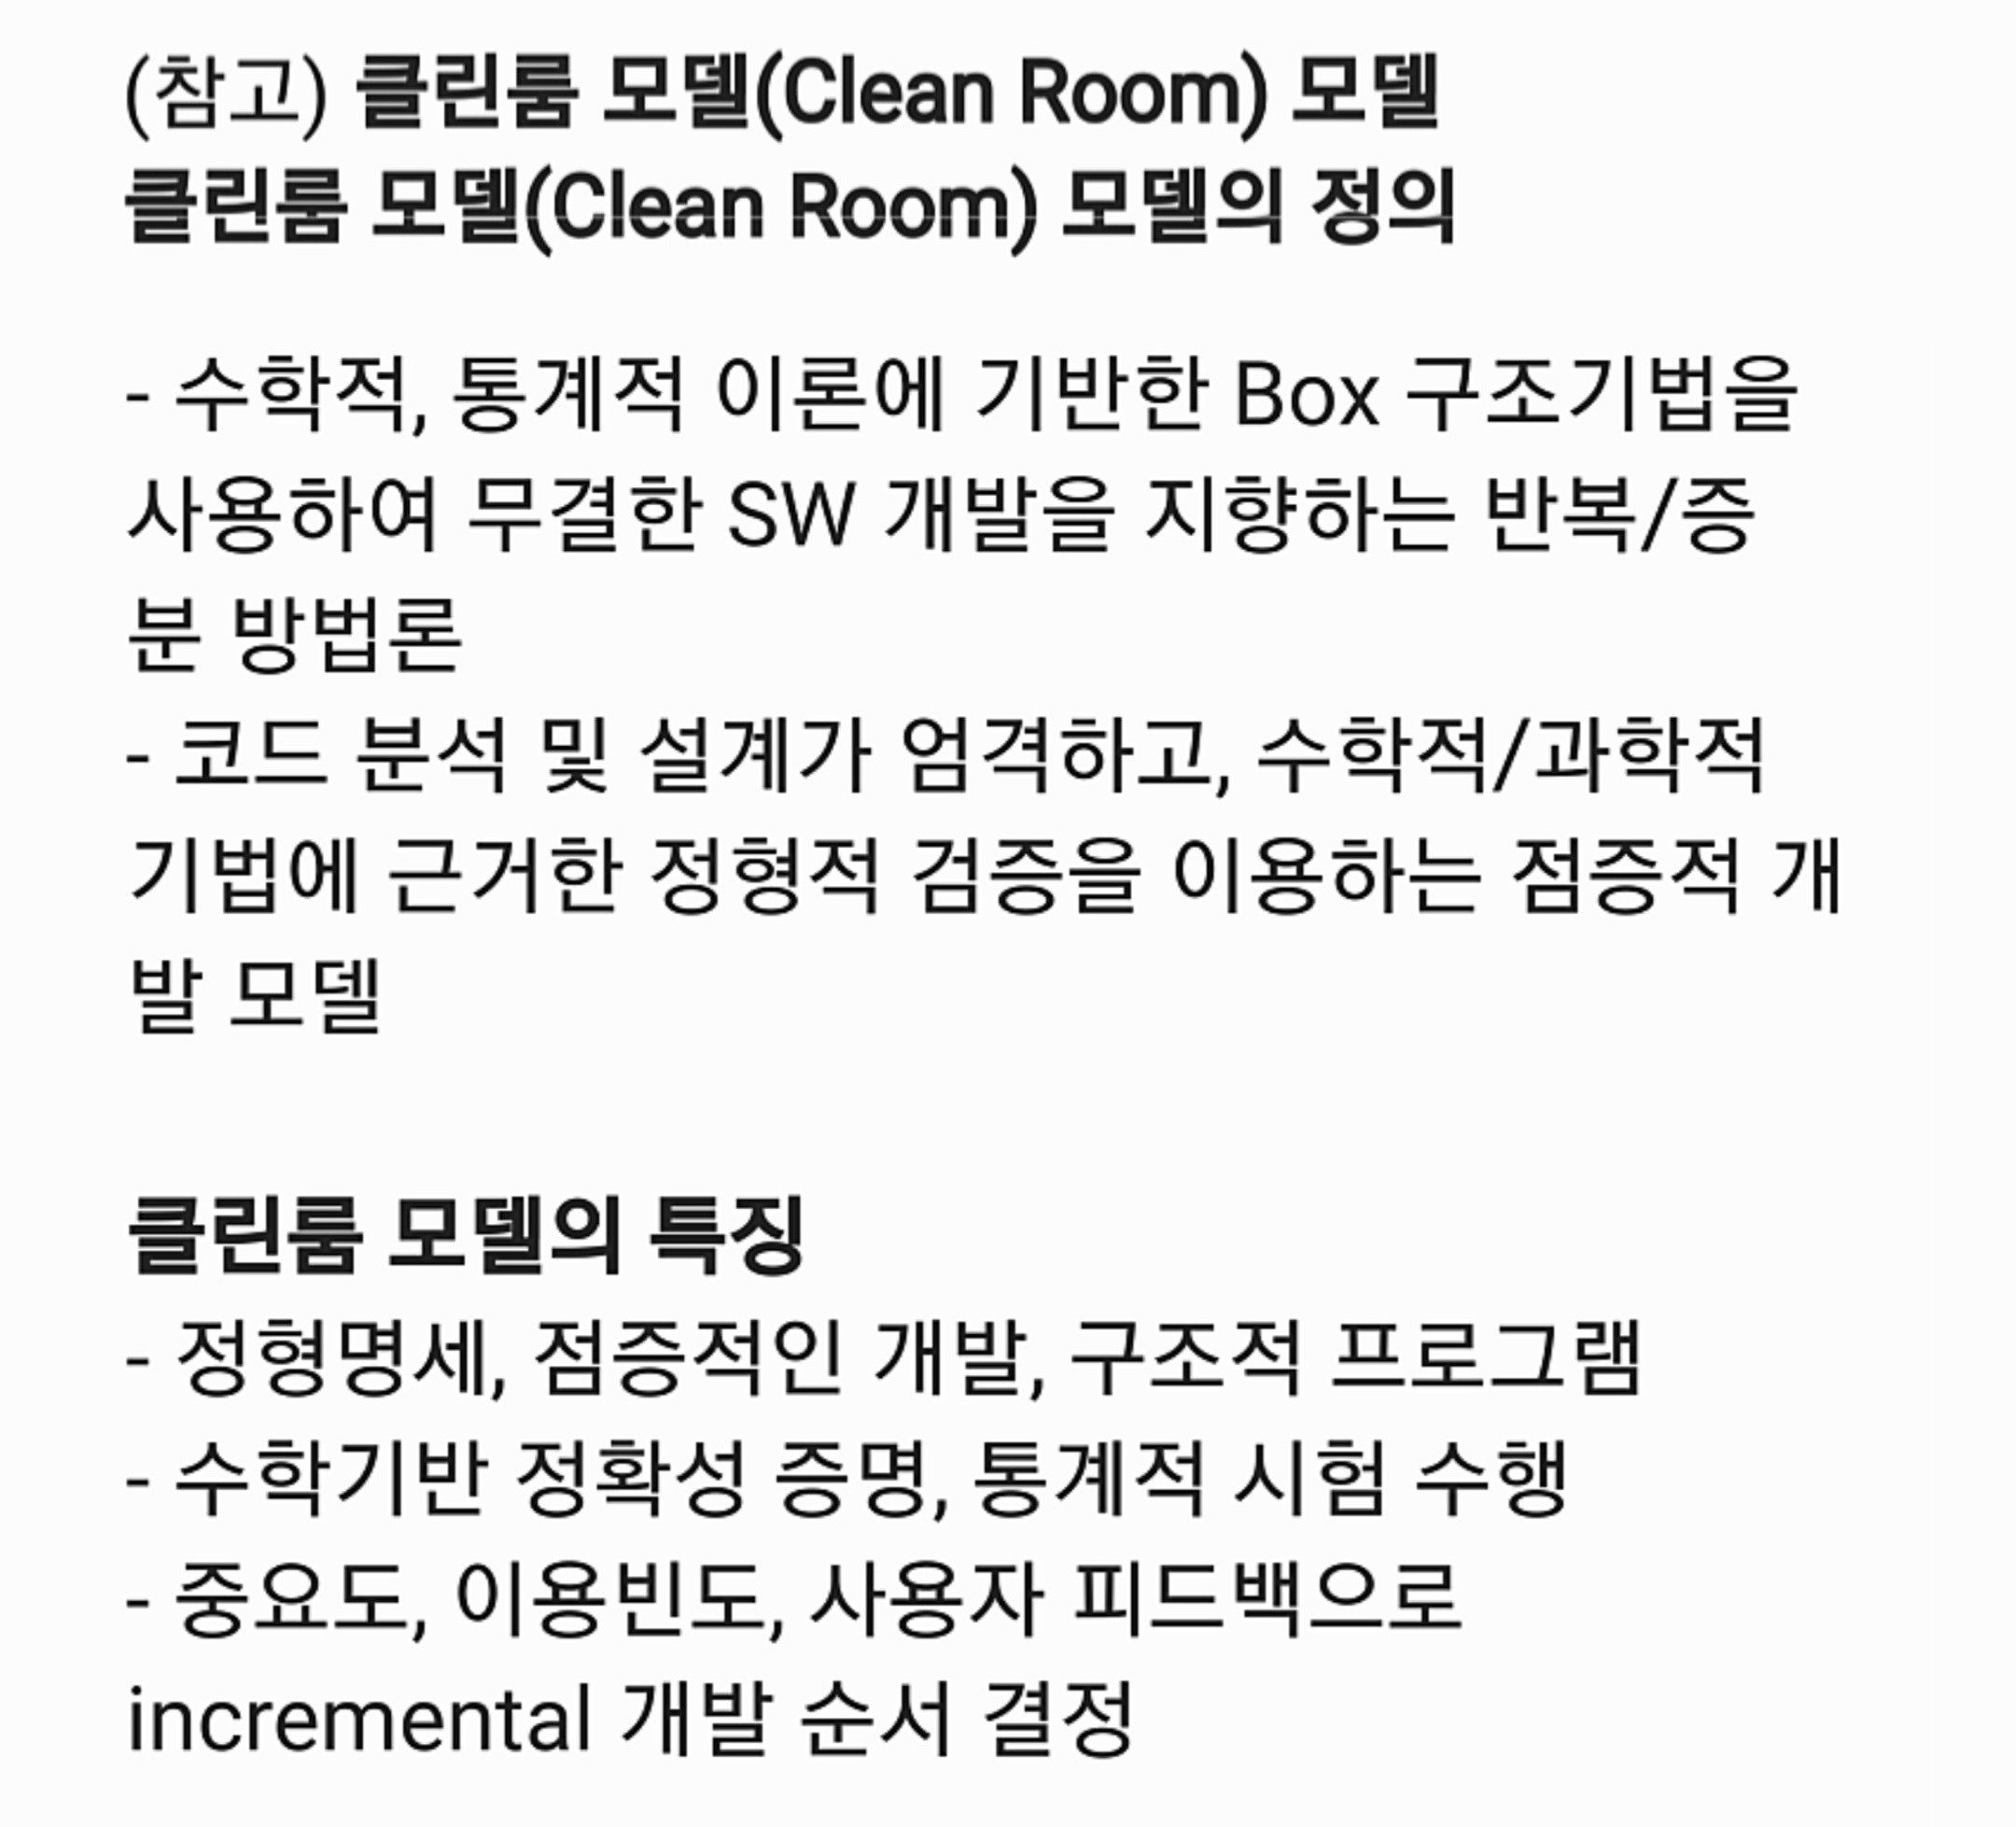 (참고) 클린룸 모델(Clean Room) 모델
클린룸 모델(Clean Room) 모델의 정의
- 수학적, 통계적 이론에 기반한 Box 구조기법을
사용하여 무결한 SW 개발을 지향하는 반복/증
분 방법론
- 코드 분석 및 설계가 엄격하고, 수학적/과학적
기법에 근거한 정형적 검증을 이용하는 점증적 개
발 모델
클린룸 모델의 특징
- 정형명세, 점증적인 개발, 구조적 프로그램
- 수학기반 정확성 증명, 통계적 시험 수행
- 중요도, 이용빈도, 사용자 피드백으로
incremental 개발 순서 결정